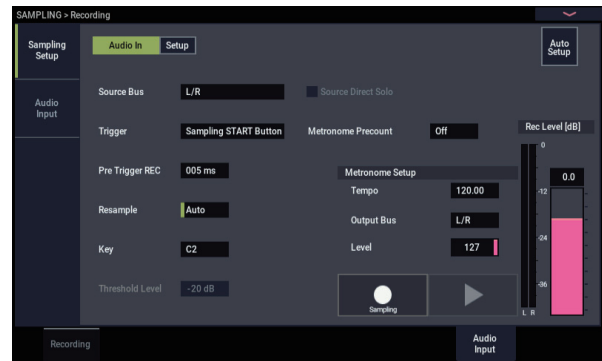 SAMPLING > Recording
Sampling
Setup
Audio In
Setup
Auto
Setup
Audio
Input
Source Bus
L/R
Source Direct Solo
Trigger
Sampling START Button
Metronome Precount
Off
Rec Level [dB]
Pre Trigger REC
005 ms
Metronome Setup
Tempo
120.00
Resample
Auto
Output Bus
L/R
Key
C2
Level
127
Threshold Level
-20 dB
Sampling
0
-12
-24
-36
L R
0.0
Recording
Audio
Input